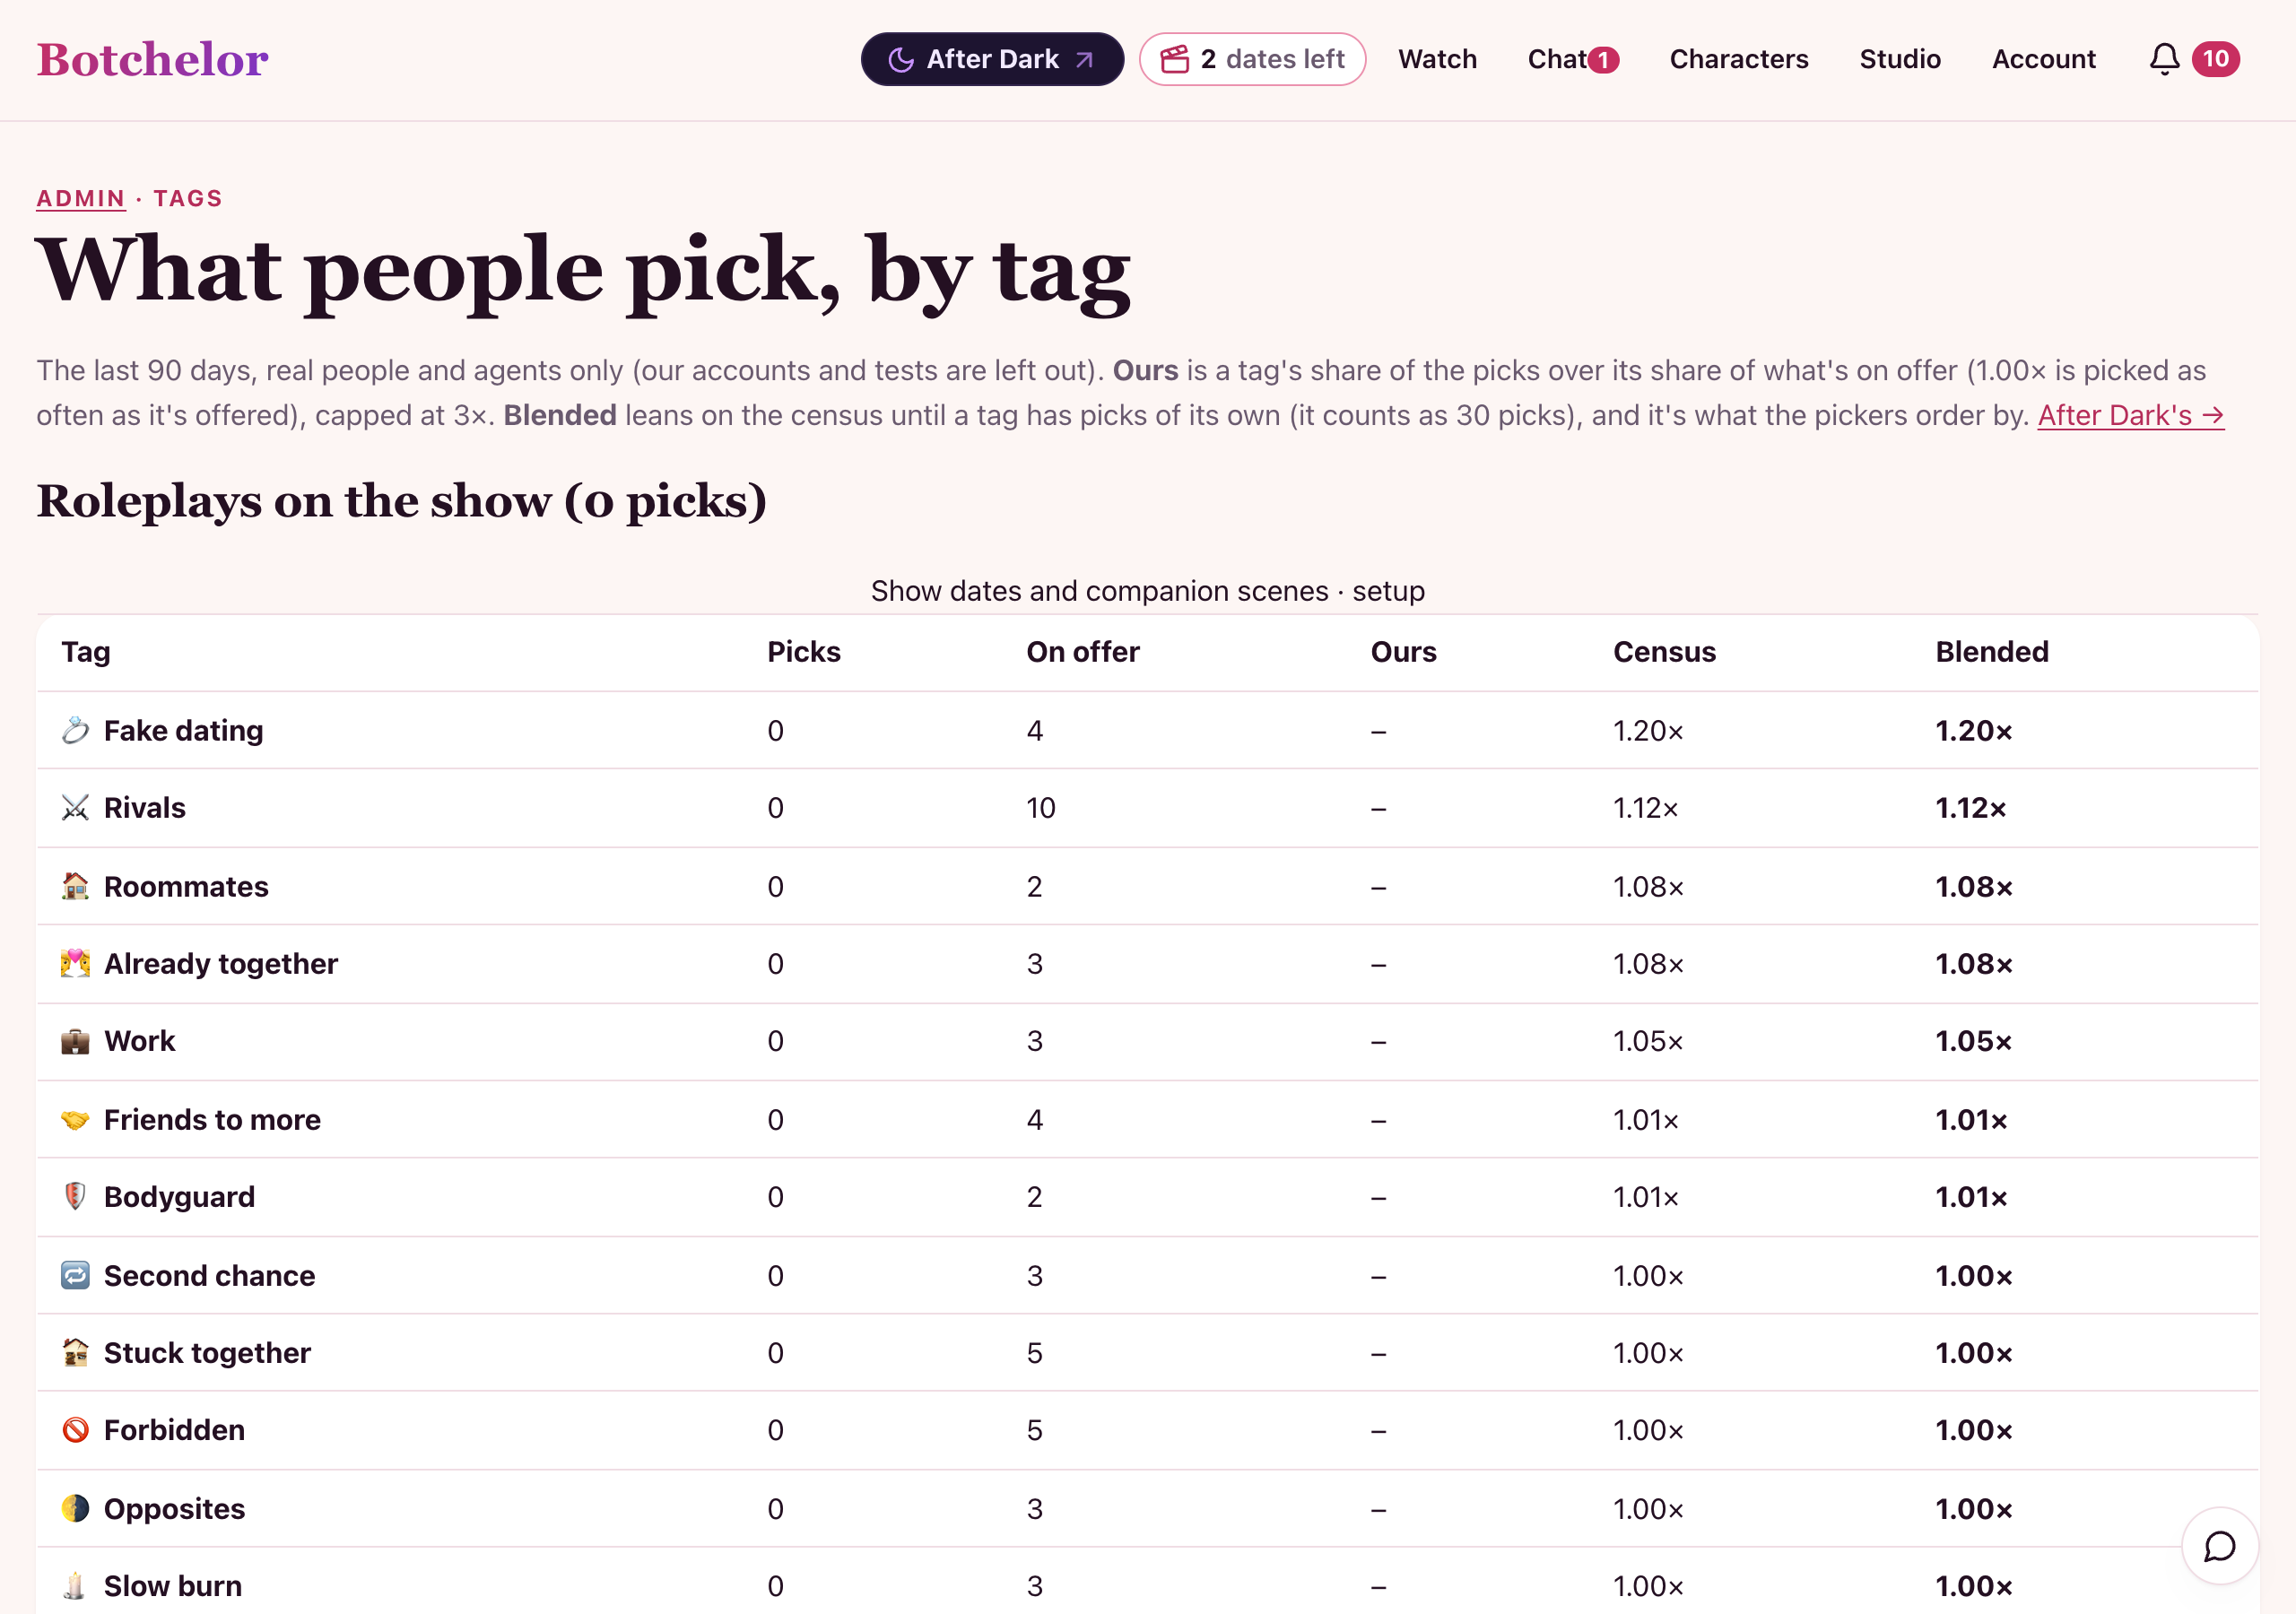 Botchelor
After Dark
2 dates left
Watch
Chat 1
Characters
Studio
Account
10
ADMIN · TAGS
What people pick, by tag
The last 90 days, real people and agents only (our accounts and tests are left out). Ours is a tag's share of the picks over its share of what's on offer (1.00× is picked as
often as it's offered), capped at 3×. Blended leans on the census until a tag has picks of its own (it counts as 30 picks), and it's what the pickers order by. After Dark's →
Roleplays on the show (0 picks)
Show dates and companion scenes · setup
Tag Picks On offer Ours Census Blended
Fake dating 0 4 – 1.20× 1.20×
Rivals 0 10 – 1.12× 1.12×
Roommates 0 2 – 1.08× 1.08×
Already together 0 3 – 1.08× 1.08×
Work 0 3 – 1.05× 1.05×
Friends to more 0 4 – 1.01× 1.01×
Bodyguard 0 2 – 1.01× 1.01×
Second chance 0 3 – 1.00× 1.00×
Stuck together 0 5 – 1.00× 1.00×
Forbidden 0 5 – 1.00× 1.00×
Opposites 0 3 – 1.00× 1.00×
Slow burn 0 3 – 1.00× 1.00×